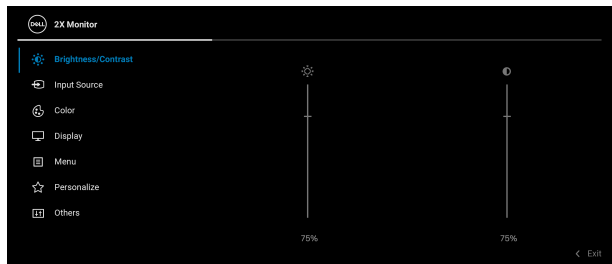 DELL
2X Monitor
Brightness/Contrast
Input Source
Color
Display
Menu
Personalize
Others
75%
75%
Exit